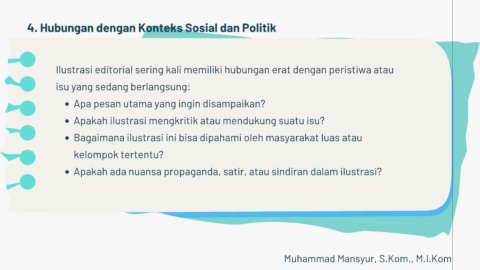 4. Hubungan dengan Konteks Sosial dan Politik
Ilustrasi editorial sering kali memiliki hubungan erat dengan peristiwa atau
isu yang sedang berlangsung:
• Apa pesan utama yang ingin disampaikan?
• Apakah ilustrasi mengkritik atau mendukung suatu isu?
• Bagaimana ilustrasi ini bisa dipahami oleh masyarakat luas atau
kelompok tertentu?
• Apakah ada nuansa propaganda, satir, atau sindiran dalam ilustrasi?
Muhammad Mansyur, S.Kom., M.I.Kom